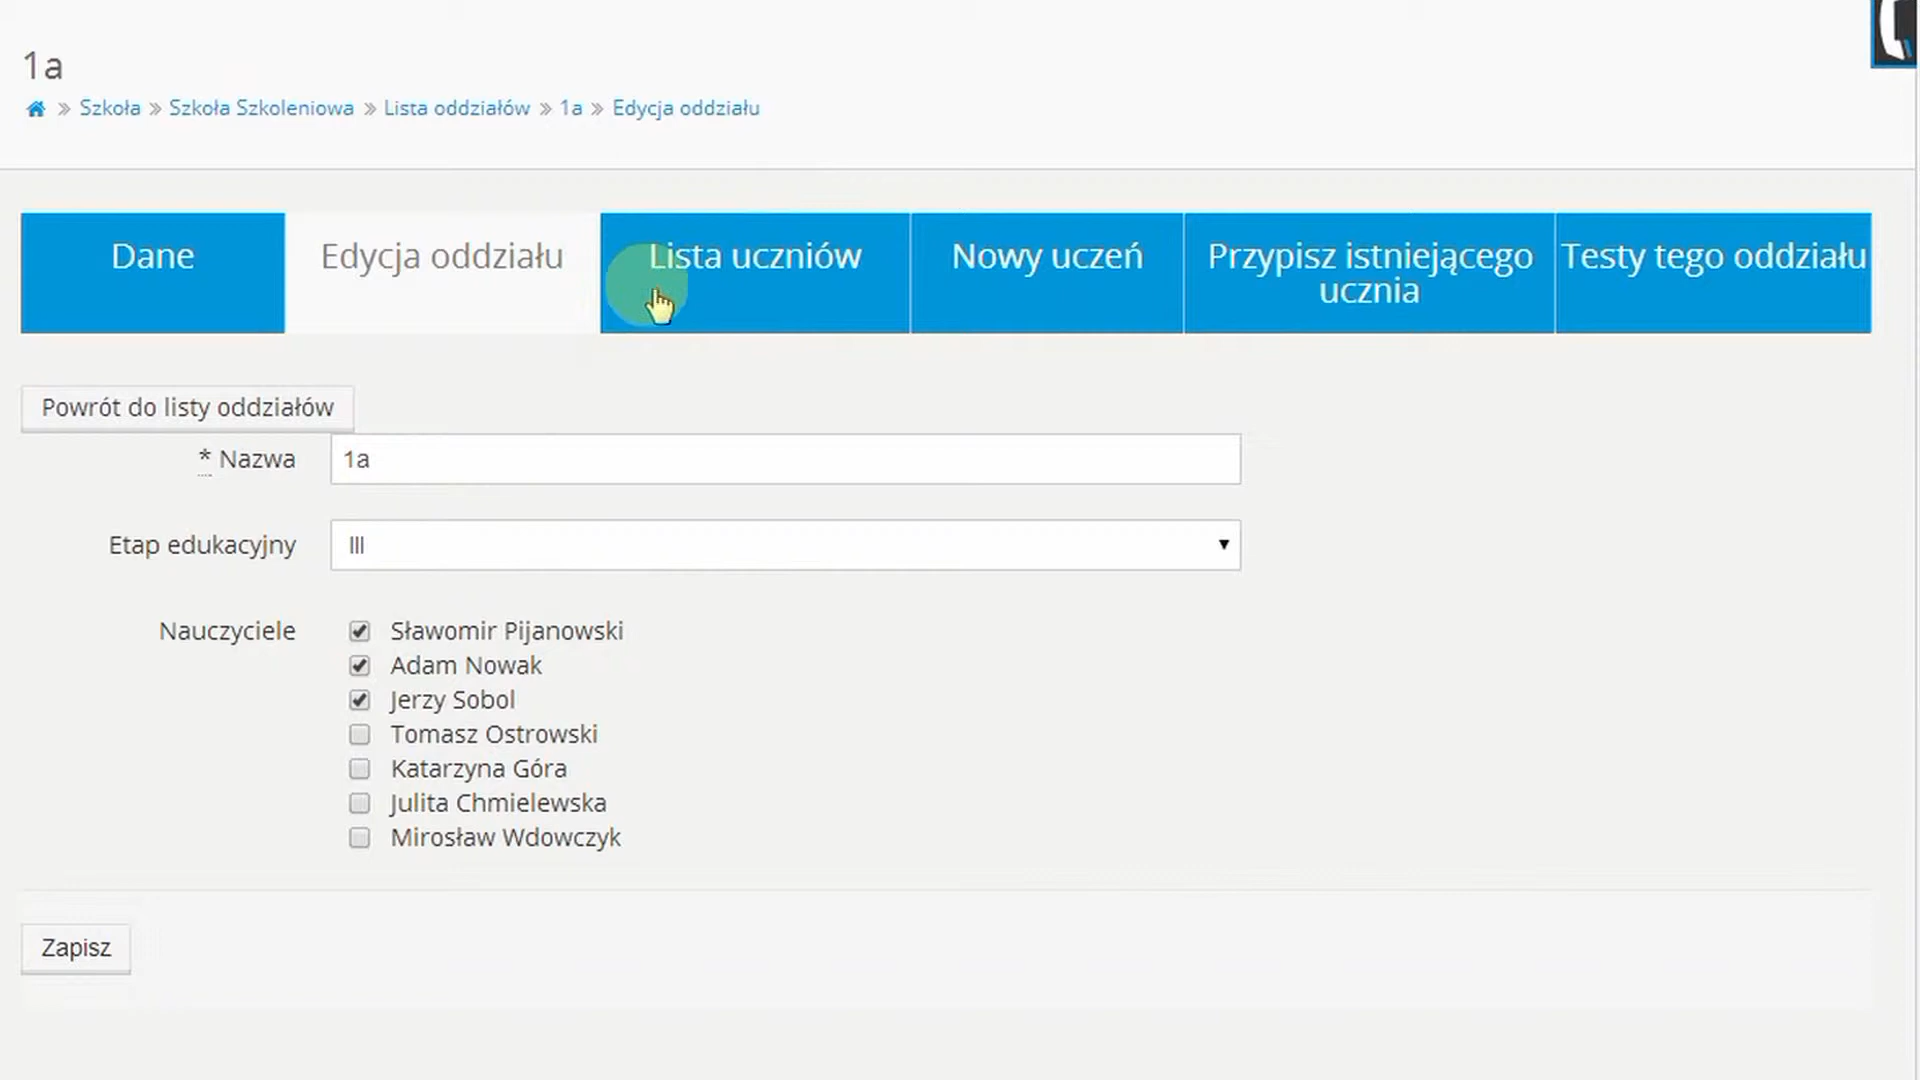 1a
» Szkoła » Szkoła Szkoleniowa » Lista oddziałów » 1a » Edycja oddziału
Dane
Edycja oddziału
Lista uczniów
Nowy uczeń
Przypisz istniejącego
ucznia
Testy tego oddziału
Powrót do listy oddziałów
* Nazwa
1a
Etap edukacyjny
III
Nauczyciele
Sławomir Pijanowski
Adam Nowak
Jerzy Sobol
Tomasz Ostrowski
Katarzyna Góra
Julita Chmielewska
Mirosław Wdowczyk
Zapisz